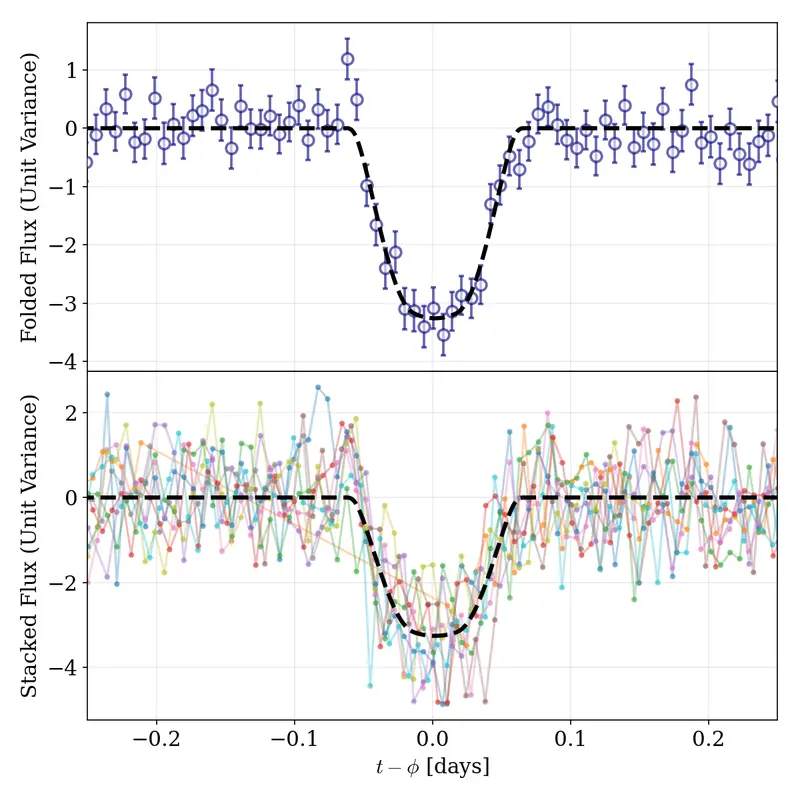 Folded Flux (Unit Variance)
1
0
−1
−2
−3
−4
Stacked Flux (Unit Variance)
2
0
−2
−4
−0.2 −0.1 0.0 0.1 0.2
t − ϕ [days]